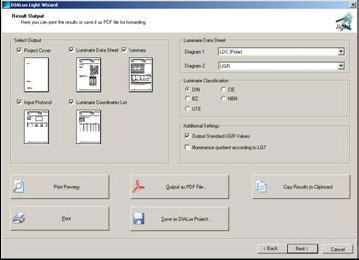 DIALux Light Wizard
Result Output
Here you can print the results or save it as PDF file for forwarding.
Select Output
Project Cover
Luminaire Data Sheet
Summary
Input Protocol
Luminaire Coordinates List
Luminaire Data Sheet
Diagram 1
LDC (Polar)
Diagram 2
UGR
Luminaire Classification
DIN
CIE
BZ
NBN
UTE
Additional Settings
Output Standard UGR Values
Illuminance quotient according to LG7
Print Preview
Output as PDF File...
Copy Results to Clipboard
Print
Save as DIALux Project...
< Back
Next >
Cancel